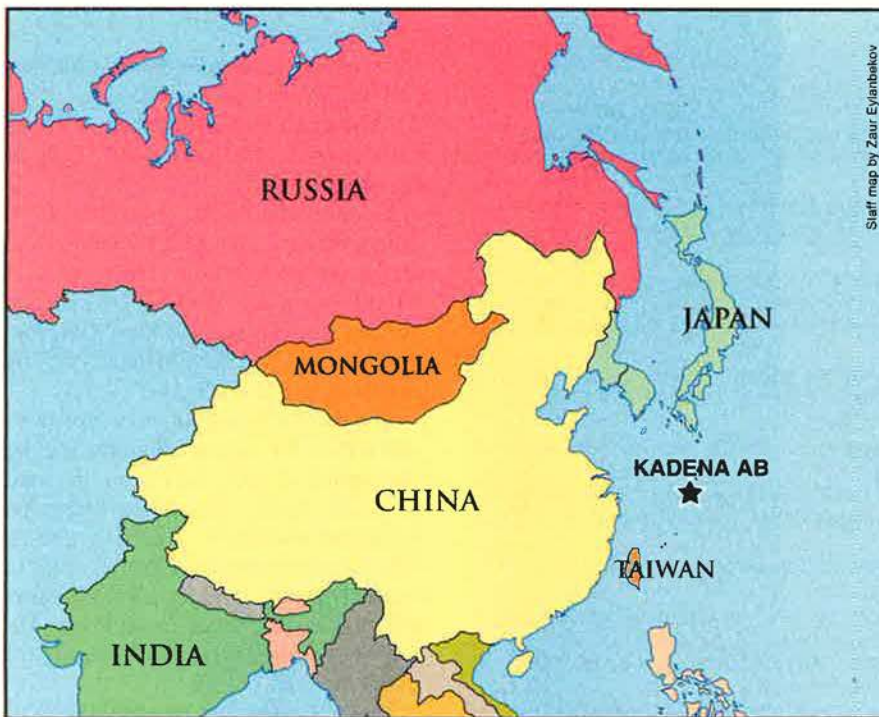 RUSSIA
MONGOLIA
JAPAN
KADENA AB
CHINA
TAIWAN
INDIA
Staff map by Zaur Eylanbekov